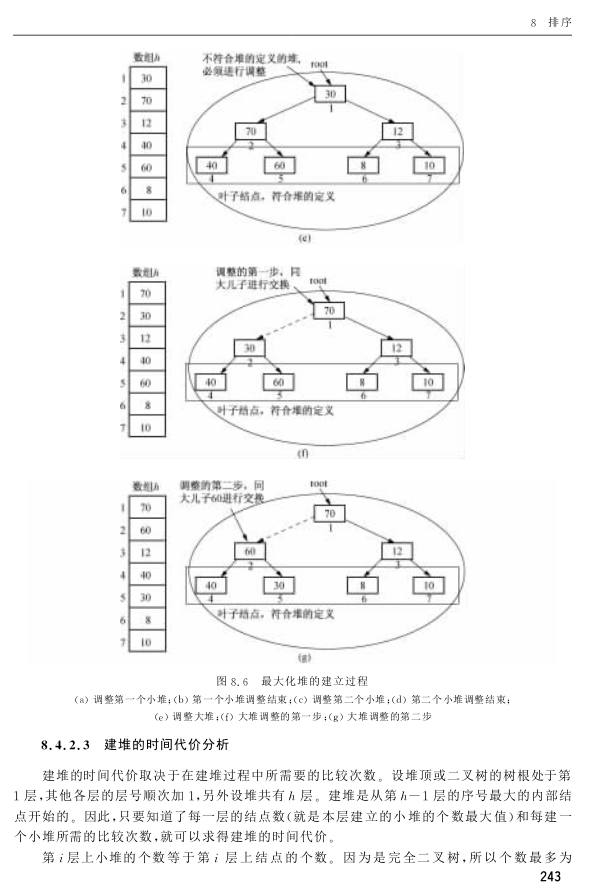 8 排序
数组h
不符合堆的定义的堆,
必须进行调整
root
1 30
2 70
3 12
4 40
5 60
6 8
7 10
30
1
70
2
12
3
40
4
60
5
8
6
10
7
叶子结点，符合堆的定义
(e)
数组h
调整的第一步，同
大儿子进行交换
root
1 70
2 30
3 12
4 40
5 60
6 8
7 10
70
1
30
2
12
3
40
4
60
5
8
6
10
7
叶子结点，符合堆的定义
(f)
数组h
调整的第二步，同
大儿子60进行交换
root
1 70
2 60
3 12
4 40
5 30
6 8
7 10
70
1
60
2
12
3
40
4
30
5
8
6
10
7
叶子结点，符合堆的定义
(g)
图 8.6 最大化堆的建立过程
(a) 调整第一个小堆;(b) 第一个小堆调整结束;(c) 调整第二个小堆;(d) 第二个小堆调整结束;
(e) 调整大堆;(f) 大堆调整的第一步;(g) 大堆调整的第二步
8.4.2.3 建堆的时间代价分析
建堆的时间代价取决于在建堆过程中所需要的比较次数。设堆顶或二叉树的树根处于第
1 层,其他各层的层号顺次加 1,另外设堆共有 h 层。建堆是从第 h－1 层的序号最大的内部结
点开始的。因此,只要知道了每一层的结点数(就是本层建立的小堆的个数最大值)和每建一
个小堆所需的比较次数,就可以求得建堆的时间代价。
第 i 层上小堆的个数等于第 i 层上结点的个数。因为是完全二叉树,所以个数最多为
243